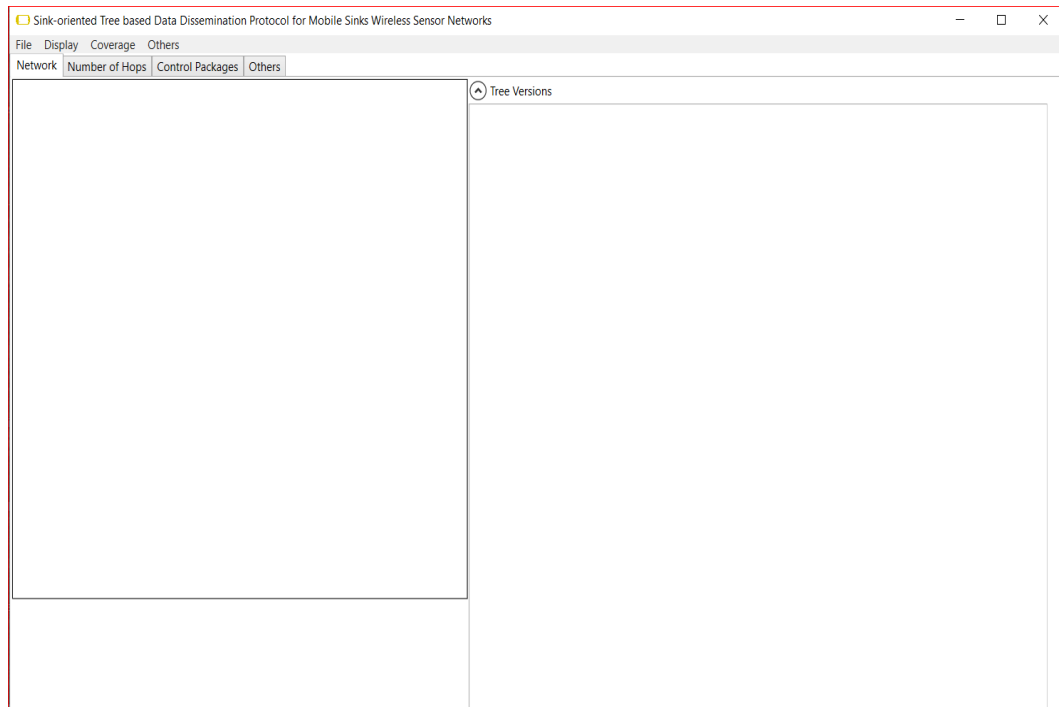 Sink-oriented Tree based Data Dissemination Protocol for Mobile Sinks Wireless Sensor Networks
File Display Coverage Others
Network Number of Hops Control Packages Others
Tree Versions